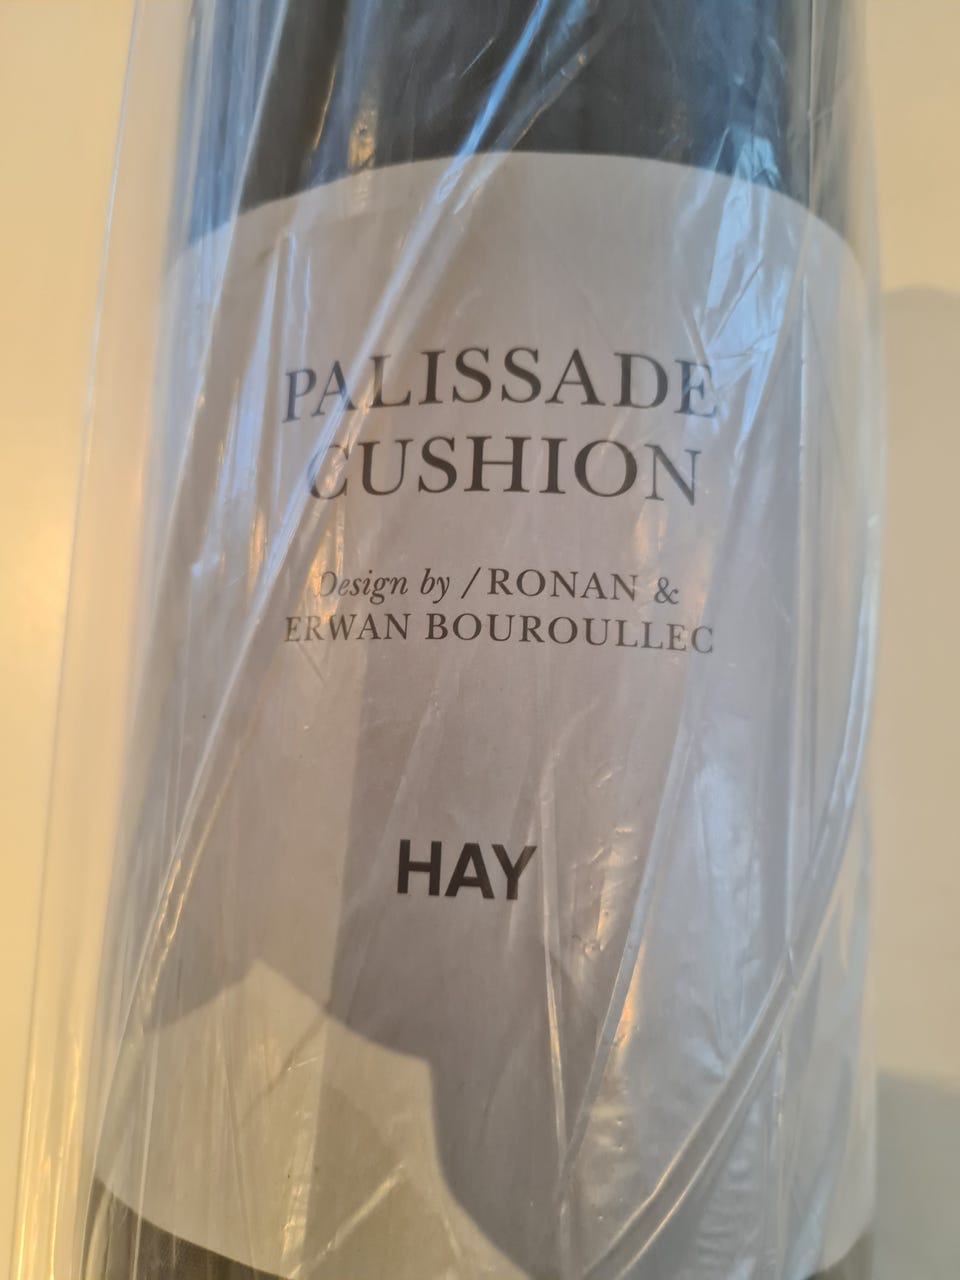 PALISSADE
CUSHION
Design by / RONAN &
ERWAN BOUROULLEC
HAY